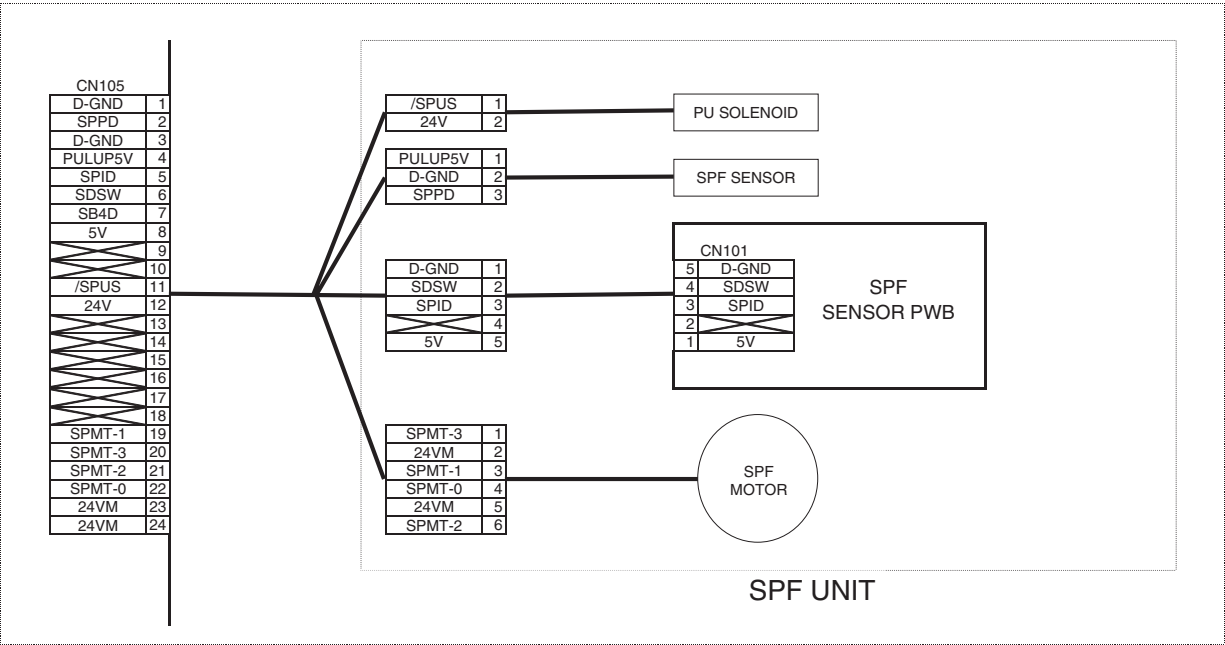 CN105
D-GND 1
SPPD 2
D-GND 3
PULUP5V 4
SPID 5
SDSW 6
SB4D 7
5V 8
9
10
/SPUS 11
24V 12
13
14
15
16
17
18
SPMT-1 19
SPMT-3 20
SPMT-2 21
SPMT-0 22
24VM 23
24VM 24
/SPUS 1
24V 2
PU SOLENOID
PULUP5V 1
D-GND 2
SPPD 3
SPF SENSOR
D-GND 1
SDSW 2
SPID 3
4
5V 5
CN101
5 D-GND
4 SDSW
3 SPID
2
1 5V
SPF
SENSOR PWB
SPMT-3 1
24VM 2
SPMT-1 3
SPMT-0 4
24VM 5
SPMT-2 6
SPF
MOTOR
SPF UNIT